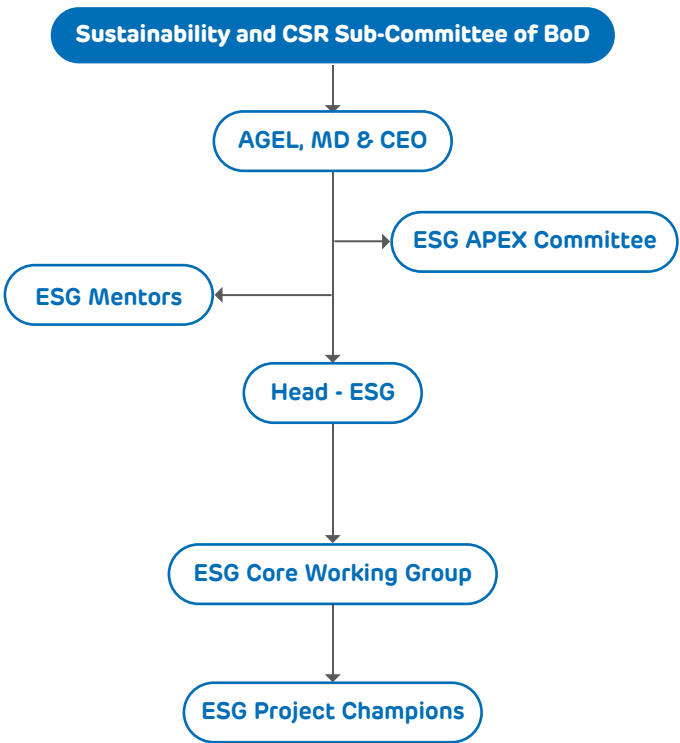 Sustainability and CSR Sub-Committee of BoD
AGEL, MD & CEO
ESG APEX Committee
ESG Mentors
Head - ESG
ESG Core Working Group
ESG Project Champions